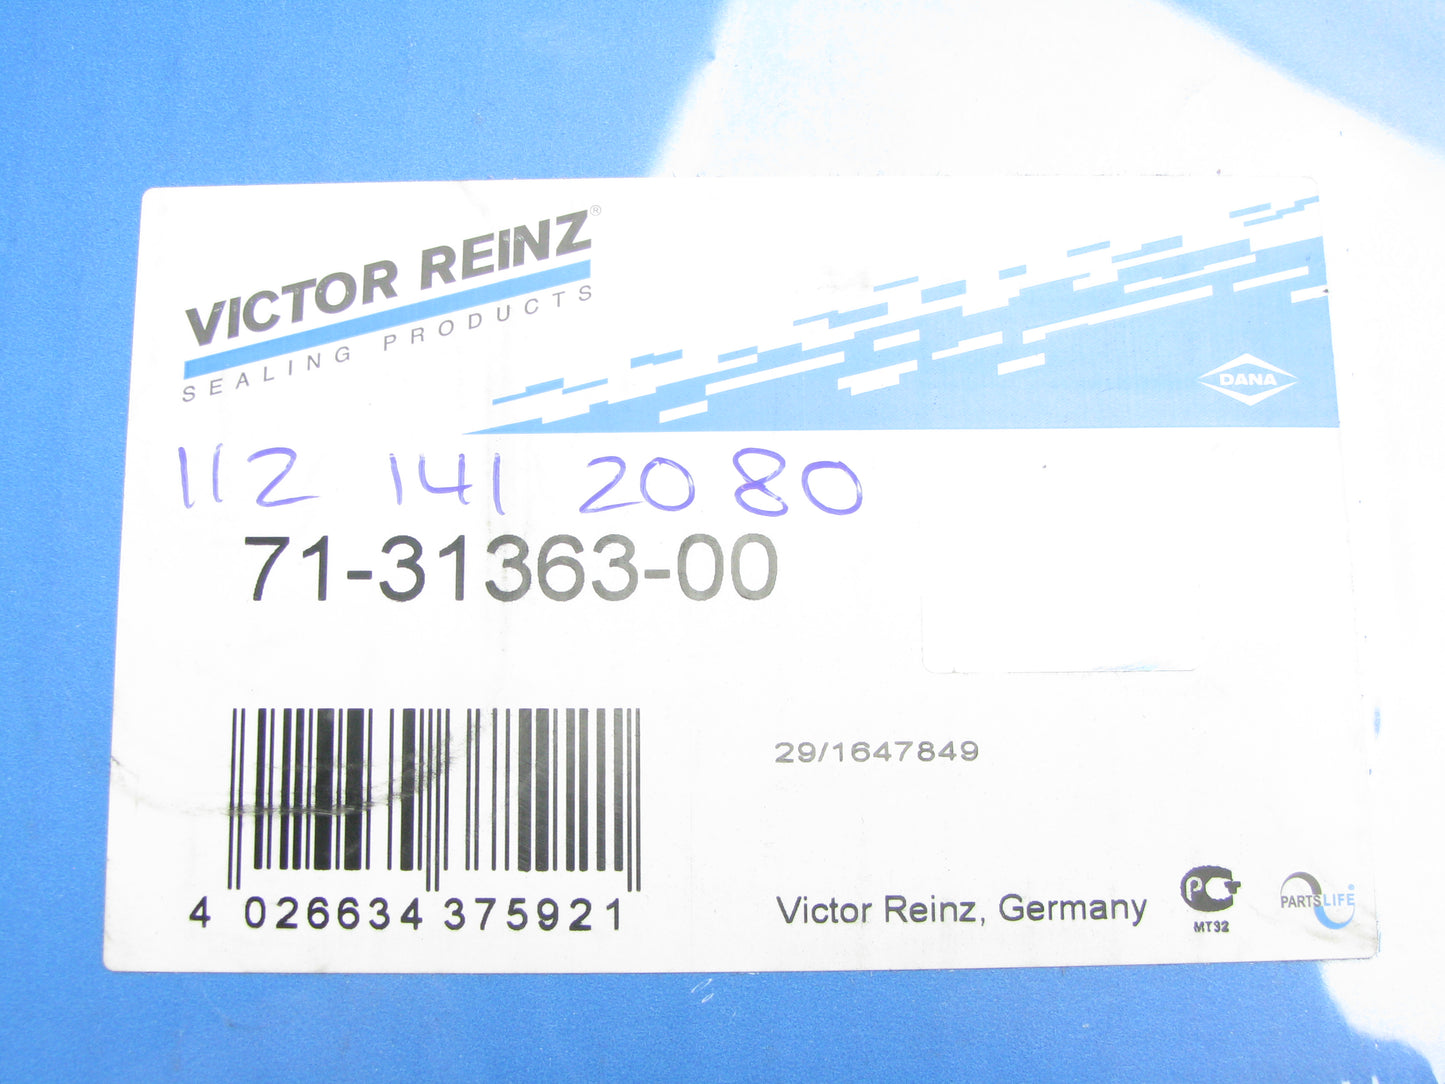 VICTOR REINZ®
SEALING PRODUCTS
DANA
112 141 20 80
71-31363-00
29/1647849
4 026634 375921
Victor Reinz, Germany
PC
MT32
PARTSLIFE